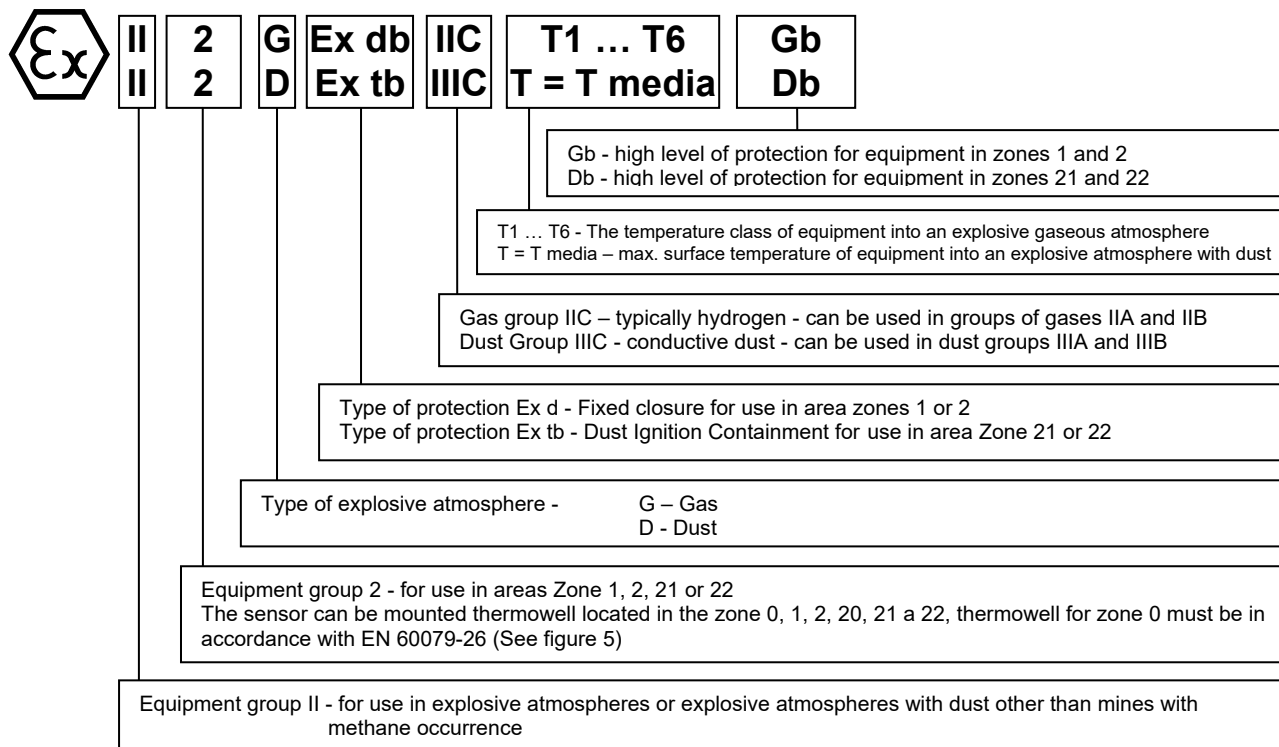 Ex II 2 G Ex db IIC T1 … T6 Gb
II 2 D Ex tb IIIC T = T media Db
Gb - high level of protection for equipment in zones 1 and 2
Db - high level of protection for equipment in zones 21 and 22
T1 … T6 - The temperature class of equipment into an explosive gaseous atmosphere
T = T media – max. surface temperature of equipment into an explosive atmosphere with dust
Gas group IIC – typically hydrogen - can be used in groups of gases IIA and IIB
Dust Group IIIC - conductive dust - can be used in dust groups IIIA and IIIB
Type of protection Ex d - Fixed closure for use in area zones 1 or 2
Type of protection Ex tb - Dust Ignition Containment for use in area Zone 21 or 22
Type of explosive atmosphere - G – Gas
D - Dust
Equipment group 2 - for use in areas Zone 1, 2, 21 or 22
The sensor can be mounted thermowell located in the zone 0, 1, 2, 20, 21 a 22, thermowell for zone 0 must be in
accordance with EN 60079-26 (See figure 5)
Equipment group II - for use in explosive atmospheres or explosive atmospheres with dust other than mines with
methane occurrence